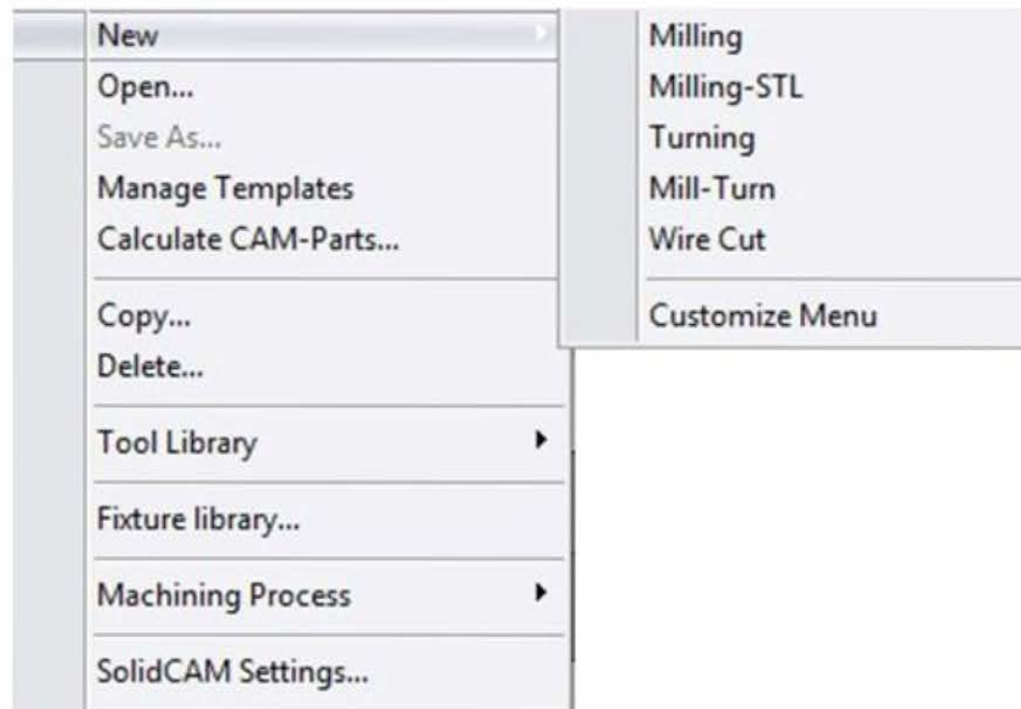 New
Open...
Save As...
Manage Templates
Calculate CAM-Parts...
Copy...
Delete...
Tool Library
Fixture library...
Machining Process
SolidCAM Settings...
Milling
Milling-STL
Turning
Mill-Turn
Wire Cut
Customize Menu